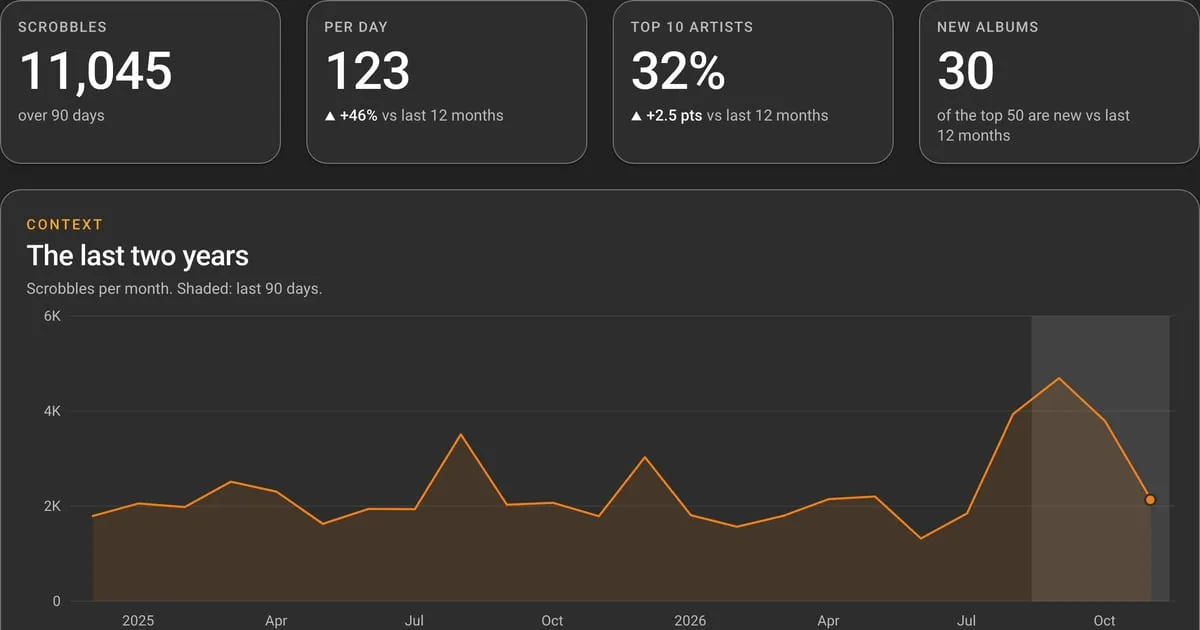 SCROBBLES
11,045
over 90 days
PER DAY
123
▲ +46% vs last 12 months
TOP 10 ARTISTS
32%
▲ +2.5 pts vs last 12 months
NEW ALBUMS
30
of the top 50 are new vs last
12 months
CONTEXT
The last two years
Scrobbles per month. Shaded: last 90 days.
6K
4K
2K
0
2025 Apr Jul Oct 2026 Apr Jul Oct